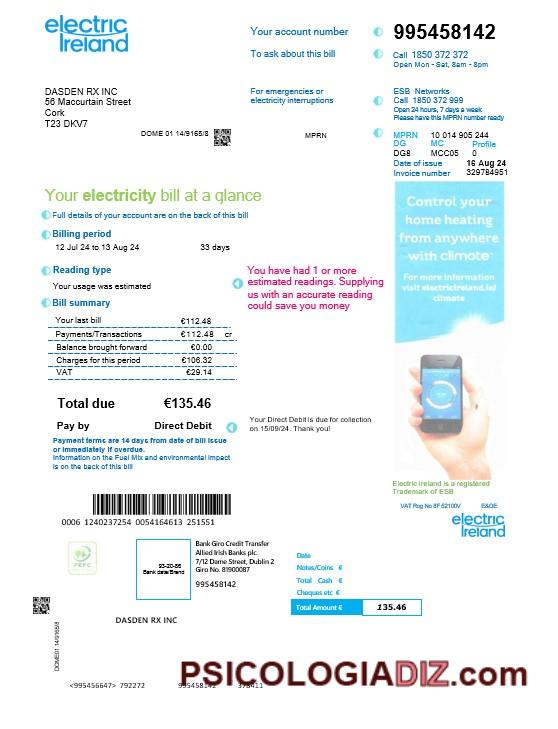 electric
Ireland
Your account number 995458142
To ask about this bill Call 1850 372 372
Open Mon - Sat, 8am - 8pm
DASDEN RX INC
56 Maccurtain Street
Cork
T23 DKV7
DOME 01 14/9165/8
For emergencies or
electricity interruptions
ESB Networks
Call 1850 372 999
Open 24 hours, 7 days a week
Please have this MPRN number ready
MPRN
MPRN 10 014 905 244
DG MC Profile
DG8 MCC05 0
Date of issue 16 Aug 24
Invoice number 329784951
Your electricity bill at a glance
Full details of your account are on the back of this bill
Billing period
12 Jul 24 to 13 Aug 24 33 days
Reading type
Your usage was estimated
You have had 1 or more
estimated readings. Supplying
us with an accurate reading
could save you money
Bill summary
Your last bill €112.48
Payments/Transactions €112.48 cr
Balance brought forward €0.00
Charges for this period €106.32
VAT €29.14
Total due €135.46
Pay by Direct Debit
Your Direct Debit is due for collection
on 15/09/24. Thank you!
Payment terms are 14 days from date of bill issue
or immediately if overdue.
Information on the Fuel Mix and environmental impact
is on the back of this bill
Control your
home heating
from anywhere
with climote
For more information
visit electricireland.ie/
climote
Electric Ireland is a registered
Trademark of ESB
VAT Reg No 8F 52100V E&OE
electric
Ireland
0006 1240237254 0054164613 251551
PEFC
93-20-86
Bank date/Brand
Bank Giro Credit Transfer
Allied Irish Banks plc.
7/12 Dame Street, Dublin 2
Giro No. 81900087
995458142
Date
Notes/Coins €
Total Cash €
Cheques etc €
Total Amount € 135.46
DASDEN RX INC
DOME01 14/9165/8
PSICOLOGIADIZ.com
<995456647> 792272 995458142 378411